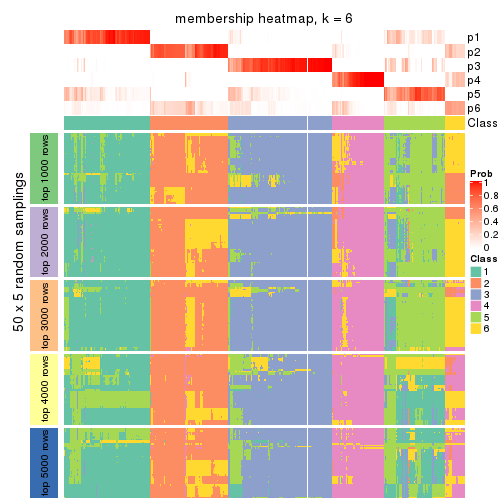 membership heatmap, k = 6
p1
p2
p3
p4
p5
p6
Class
50 x 5 random samplings
top 1000 rows
top 2000 rows
top 3000 rows
top 4000 rows
top 5000 rows
Prob
1
0.8
0.6
0.4
0.2
0
Class
1
2
3
4
5
6